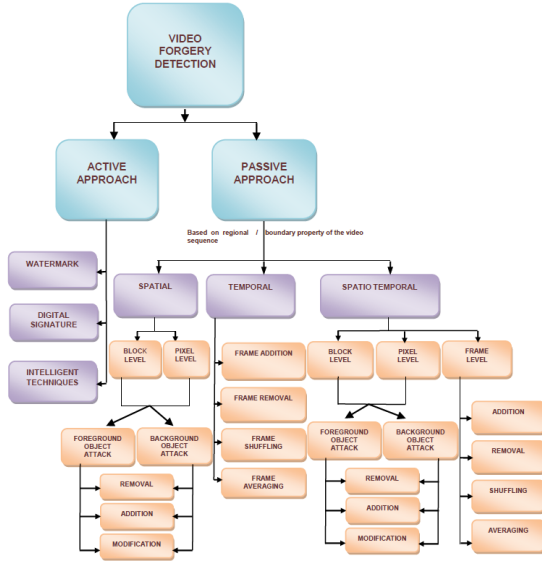 VIDEO
FORGERY
DETECTION
ACTIVE
APPROACH
PASSIVE
APPROACH
Based on regional / boundary property of the video
sequence
WATERMARK
DIGITAL
SIGNATURE
INTELLIGENT
TECHNIQUES
SPATIAL
TEMPORAL
SPATIO TEMPORAL
BLOCK
LEVEL
PIXEL
LEVEL
FRAME ADDITION
FRAME REMOVAL
FRAME
SHUFFLING
FRAME
AVERAGING
BLOCK
LEVEL
PIXEL
LEVEL
FRAME
LEVEL
FOREGROUND
OBJECT
ATTACK
BACKGROUND
OBJECT
ATTACK
REMOVAL
ADDITION
MODIFICATION
FOREGROUND
OBJECT
ATTACK
BACKGROUND
OBJECT
ATTACK
REMOVAL
ADDITION
MODIFICATION
ADDITION
REMOVAL
SHUFFLING
AVERAGING